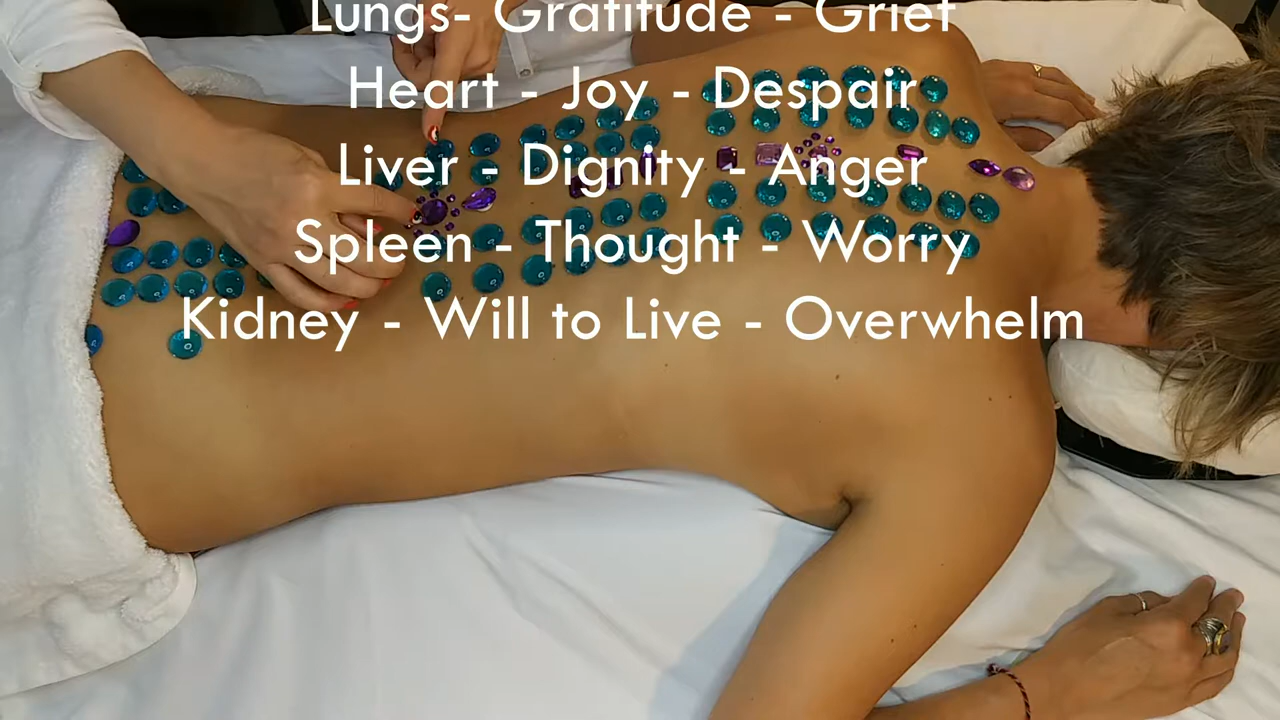 Lungs- Gratitude - Grief
Heart - Joy - Despair
Liver - Dignity - Anger
Spleen - Thought - Worry
Kidney - Will to Live - Overwhelm